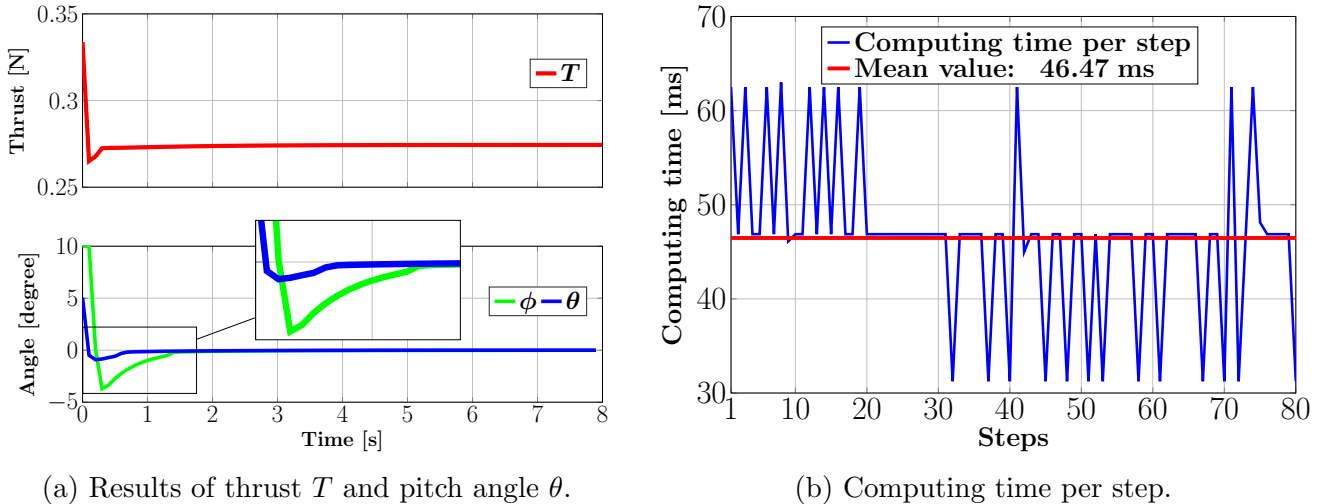 0.35
0.3
0.25
Thrust [N]
T
10
5
0
−5
Angle [degree]
ϕ θ
0 1 2 3 4 5 6 7 8
Time [s]
(a) Results of thrust T and pitch angle θ.
70
60
50
40
30
Computing time [ms]
Computing time per step
Mean value: 46.47 ms
1 10 20 30 40 50 60 70 80
Steps
(b) Computing time per step.